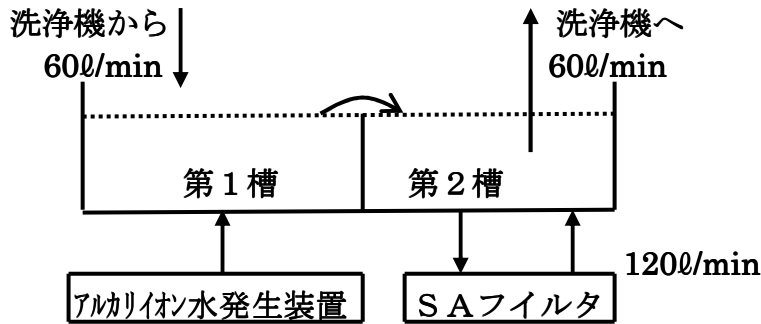 洗浄機から
60ℓ/min
洗浄機へ
60ℓ/min
第１槽
第２槽
120ℓ/min
ｱﾙｶﾘｲｵﾝ水発生装置
ＳＡフイルタ